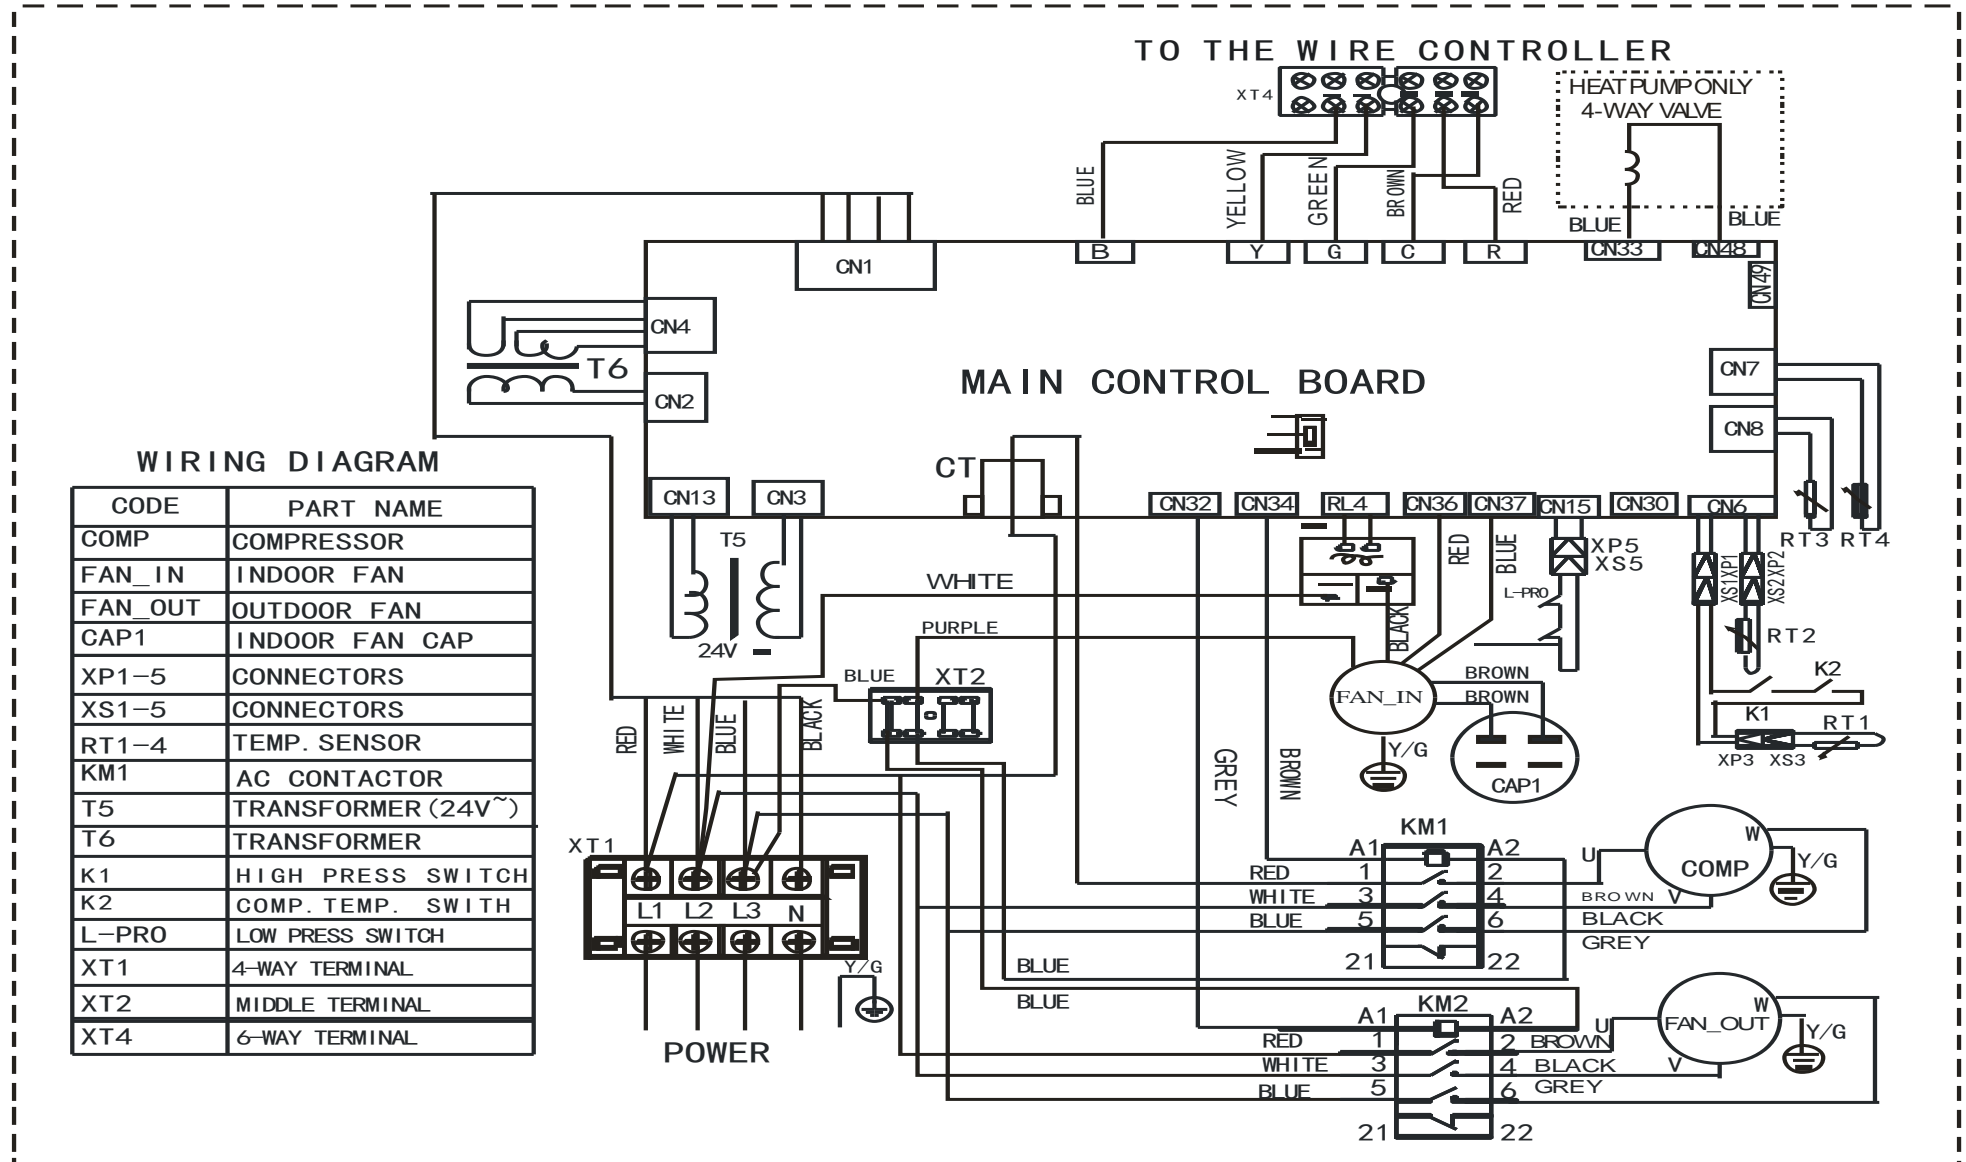 TO THE WIRE CONTROLLER
XT4
HEAT PUMP ONLY
4-WAY VALVE
BLUE
YELLOW
GREEN
BROWN
RED
BLUE
BLUE
CN1
B
Y
G
C
R
CN33
CN48
CN49
CN4
T6
CN2
CN7
CN8
MAIN CONTROL BOARD
CT
CN13
CN3
CN32
CN34
RL4
CN36
CN37
CN15
CN30
CN6
T5
24V
RT3
RT4
XP5
XS5
L-PRO
XS1XP1
XS2XP2
RT2
K2
K1
RT1
XP3
XS3
WHITE
PURPLE
BLUE
XT2
BLACK
RED
BLUE
FAN_IN
BROWN
BROWN
Y/G
CAP1
GREY
BROWN
WIRING DIAGRAM
CODE PART NAME
COMP COMPRESSOR
FAN_IN INDOOR FAN
FAN_OUT OUTDOOR FAN
CAP1 INDOOR FAN CAP
XP1-5 CONNECTORS
XS1-5 CONNECTORS
RT1-4 TEMP. SENSOR
KM1 AC CONTACTOR
T5 TRANSFORMER(24V~)
T6 TRANSFORMER
K1 HIGH PRESS SWITCH
K2 COMP. TEMP. SWITH
L-PRO LOW PRESS SWITCH
XT1 4-WAY TERMINAL
XT2 MIDDLE TERMINAL
XT4 6-WAY TERMINAL
RED
WHITE
BLUE
BLACK
XT1
L1 L2 L3 N
Y/G
POWER
BLUE
BLUE
KM1
A1 A2
RED 1 2
WHITE 3 4
BLUE 5 6
21 22
U
V
W
COMP
Y/G
BROWN
BLACK
GREY
KM2
A1 A2
RED 1 2 BROWN
WHITE 3 4 BLACK
BLUE 5 6 GREY
21 22
U
V
W
FAN_OUT
Y/G